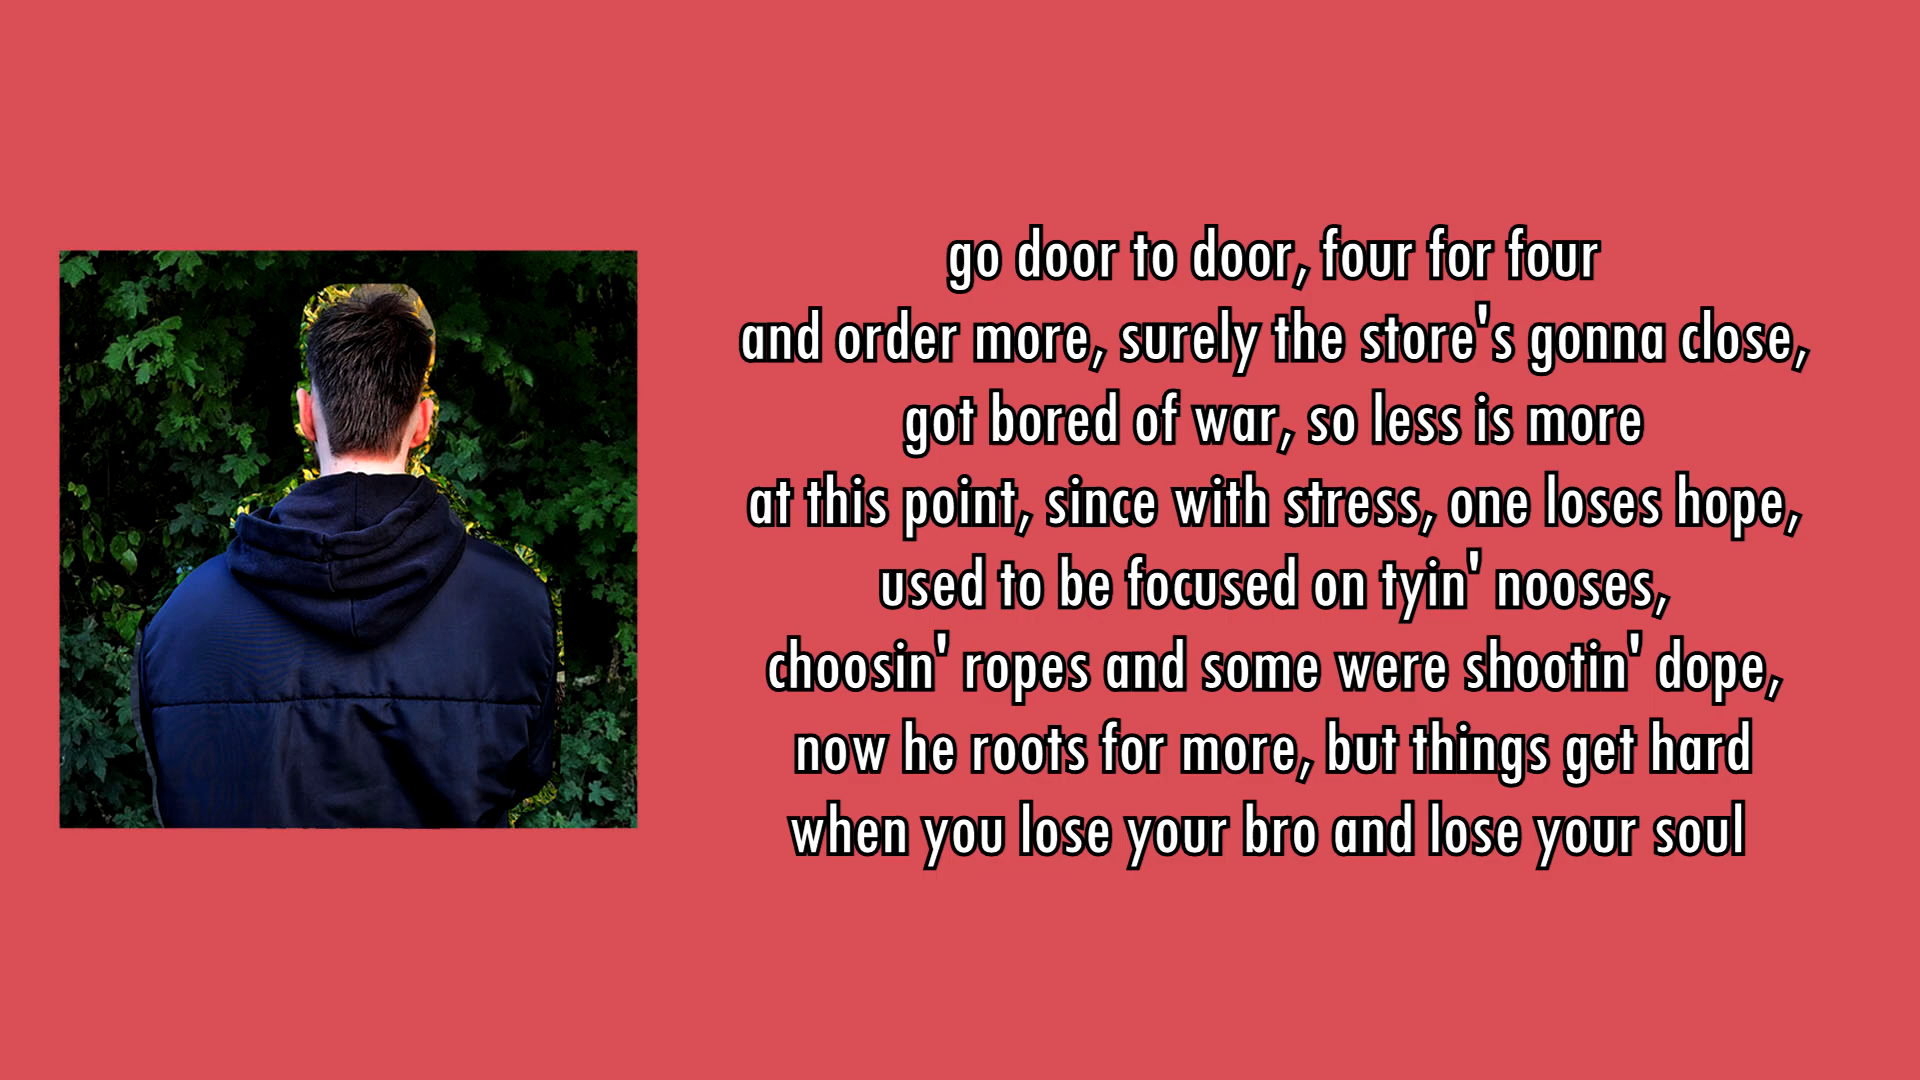 go door to door, four for four
and order more, surely the store's gonna close,
got bored of war, so less is more
at this point, since with stress, one loses hope,
used to be focused on tyin' nooses,
choosin' ropes and some were shootin' dope,
now he roots for more, but things get hard
when you lose your bro and lose your soul